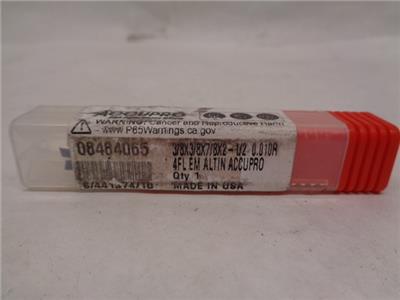 ACCUPRO
WARNING: Cancer and Reproductive Harm
- www.P65Warnings.ca.gov
08484065
3/8X3/8X7/8X2-1/2 0.010R
4FL EM ALTIN ACCUPRO
Qty 1
MADE IN USA